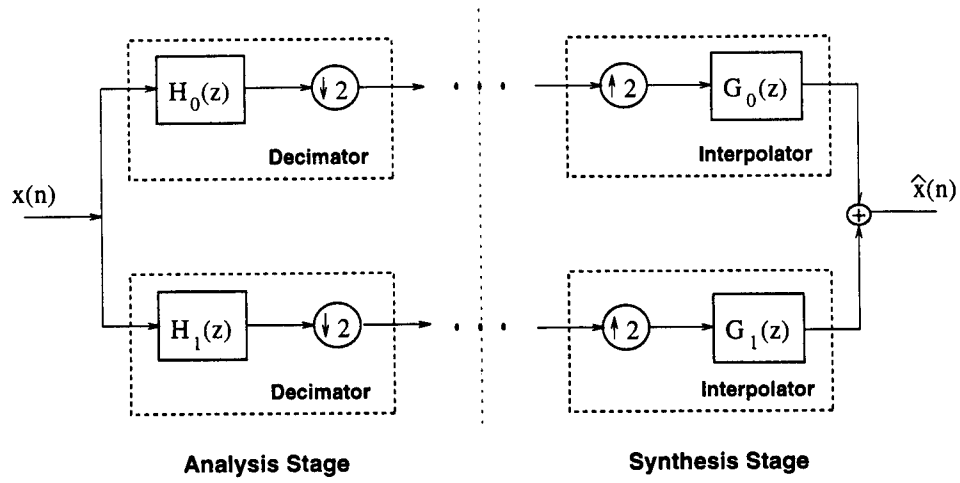 H₀(z)
↓ 2
. . .
↑ 2
G₀(z)
Decimator
Interpolator
x(n)
x̂(n)
+
H₁(z)
↓ 2
. . .
↑ 2
G₁(z)
Decimator
Interpolator
Analysis Stage
Synthesis Stage